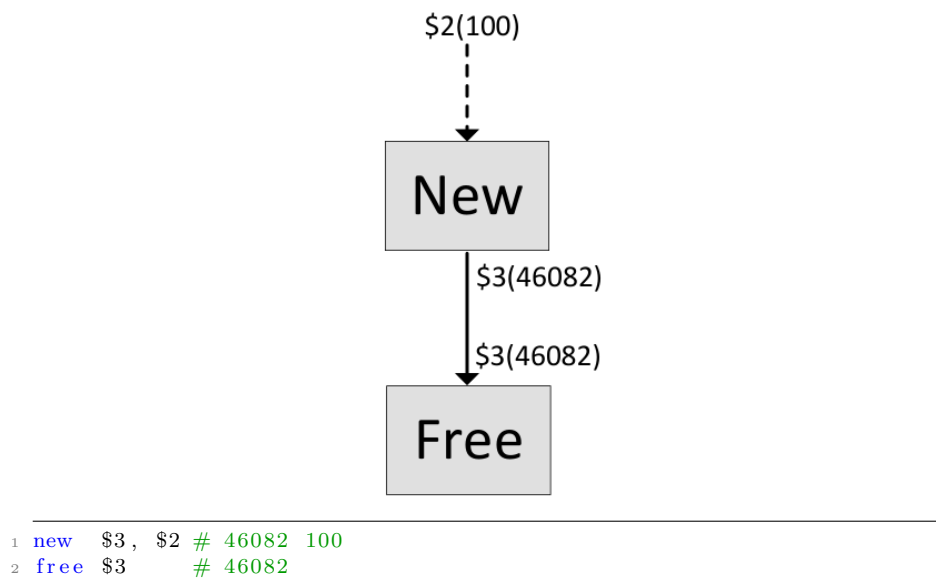 $2(100)
New
$3(46082)
$3(46082)
Free
1 new $3, $2 # 46082 100
2 free $3 # 46082